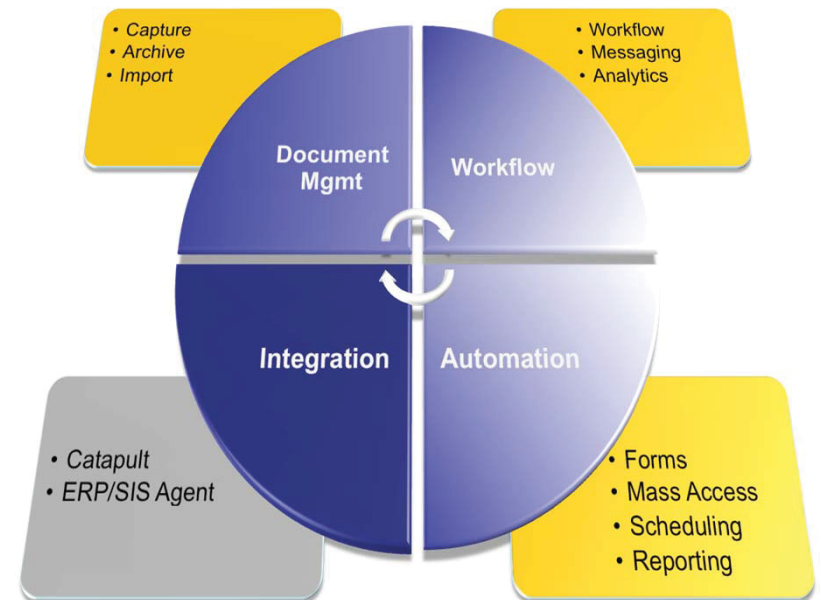 • Capture
• Archive
• Import
• Workflow
• Messaging
• Analytics
Document
Mgmt
Workflow
Integration
Automation
• Catapult
• ERP/SIS Agent
• Forms
• Mass Access
• Scheduling
• Reporting